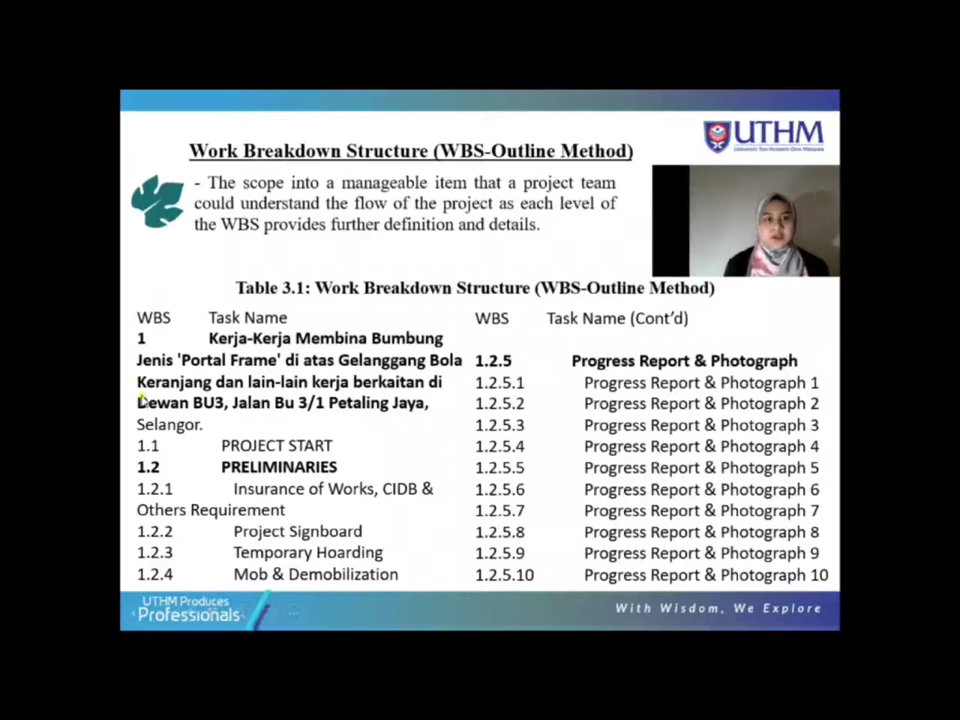 Work Breakdown Structure (WBS-Outline Method)
UTHM
- The scope into a manageable item that a project team
could understand the flow of the project as each level of
the WBS provides further definition and details.
Table 3.1: Work Breakdown Structure (WBS-Outline Method)
WBS Task Name
1 Kerja-Kerja Membina Bumbung
Jenis 'Portal Frame' di atas Gelanggang Bola
Keranjang dan lain-lain kerja berkaitan di
Dewan BU3, Jalan Bu 3/1 Petaling Jaya,
Selangor.
1.1 PROJECT START
1.2 PRELIMINARIES
1.2.1 Insurance of Works, CIDB &
Others Requirement
1.2.2 Project Signboard
1.2.3 Temporary Hoarding
1.2.4 Mob & Demobilization
WBS Task Name (Cont'd)
1.2.5 Progress Report & Photograph
1.2.5.1 Progress Report & Photograph 1
1.2.5.2 Progress Report & Photograph 2
1.2.5.3 Progress Report & Photograph 3
1.2.5.4 Progress Report & Photograph 4
1.2.5.5 Progress Report & Photograph 5
1.2.5.6 Progress Report & Photograph 6
1.2.5.7 Progress Report & Photograph 7
1.2.5.8 Progress Report & Photograph 8
1.2.5.9 Progress Report & Photograph 9
1.2.5.10 Progress Report & Photograph 10
UTHM Produces
Professionals
With Wisdom, We Explore